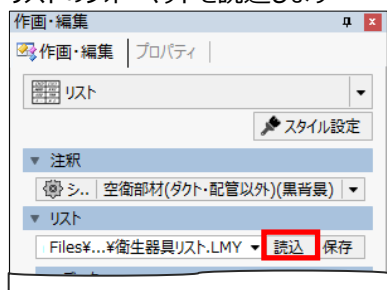 作画・編集
作画・編集 プロパティ
リスト
スタイル設定
▼ 注釈
シ.. 空衛部材(ダクト・配管以外)(黒背景)
▼ リスト
Files¥...¥衛生器具リスト.LMY 読込 保存